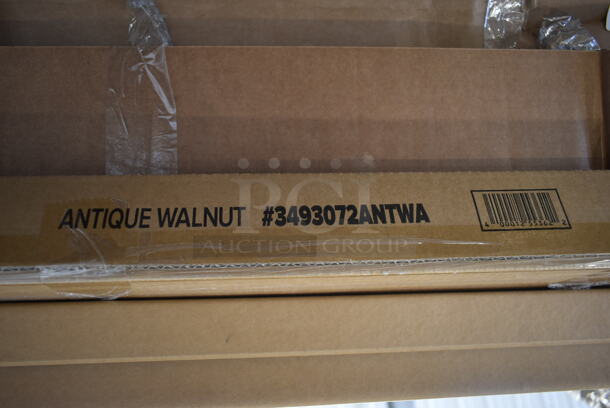 ANTIQUE WALNUT #3493072ANTWA
PCI
AUCTION GROUP